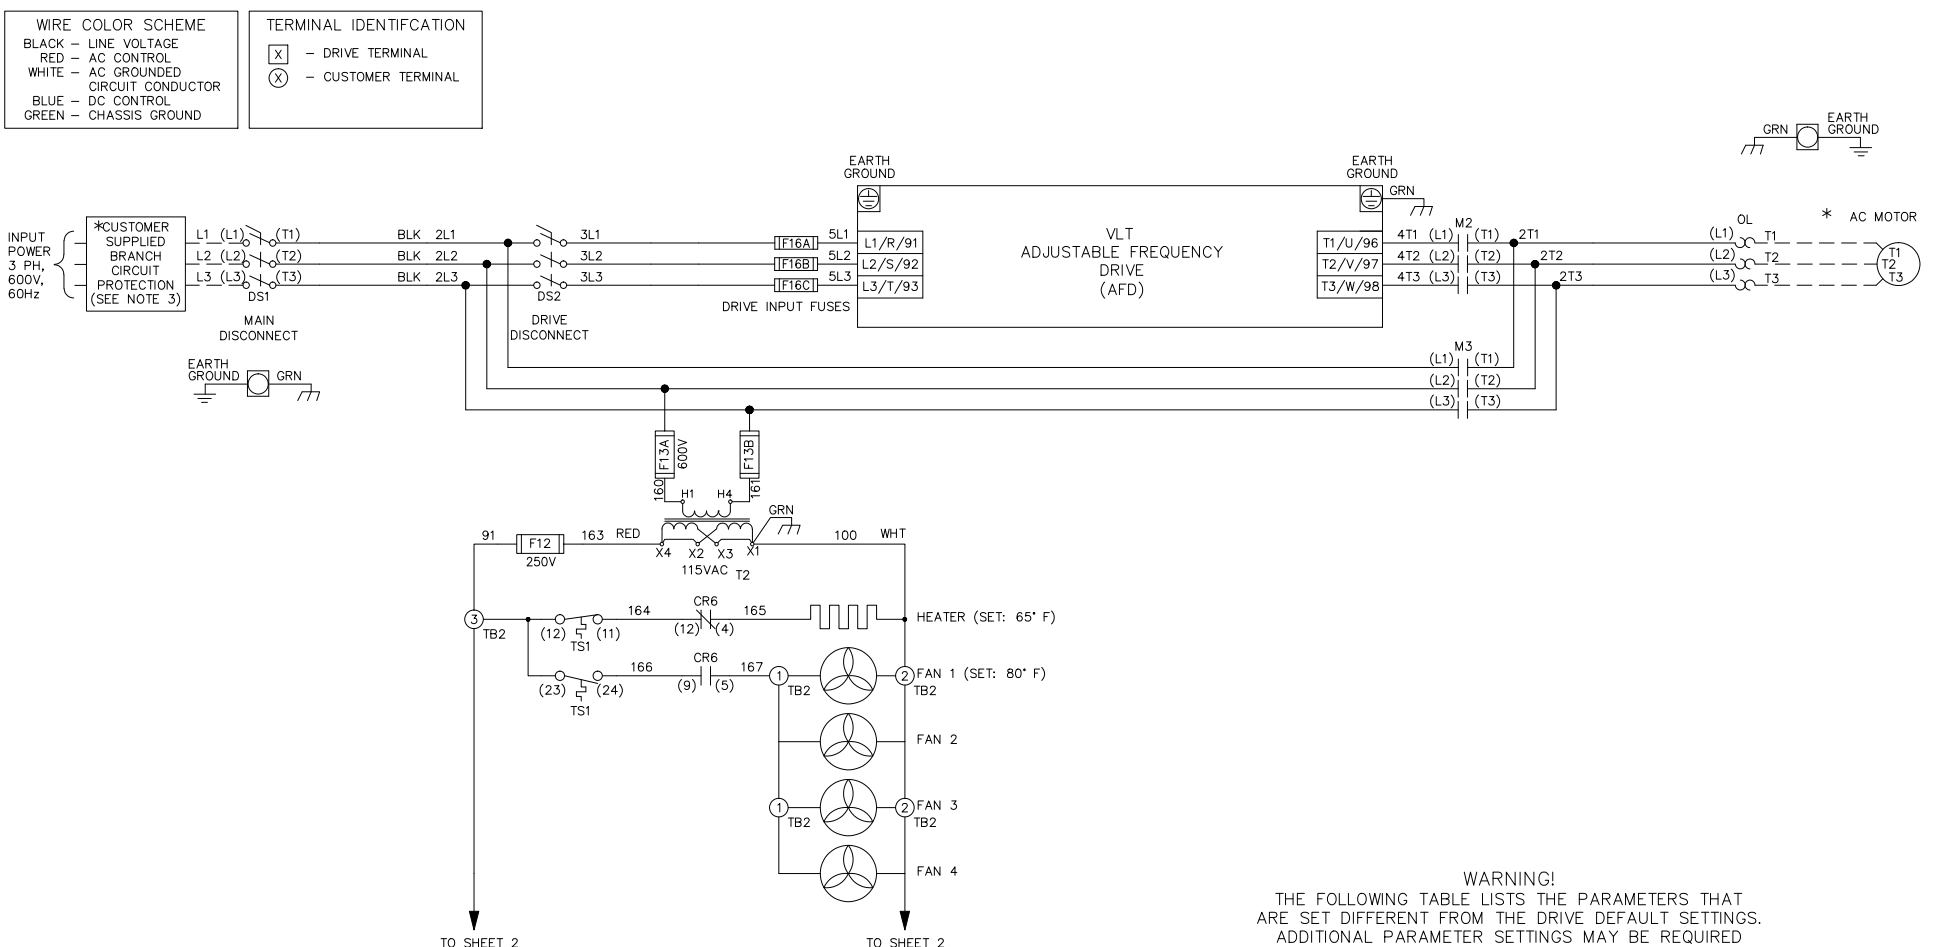 WIRE COLOR SCHEME
BLACK – LINE VOLTAGE
RED – AC CONTROL
WHITE – AC GROUNDED
CIRCUIT CONDUCTOR
BLUE – DC CONTROL
GREEN – CHASSIS GROUND
TERMINAL IDENTIFCATION
X – DRIVE TERMINAL
X – CUSTOMER TERMINAL
GRN
EARTH
GROUND
INPUT
POWER
3 PH,
600V,
60Hz
*CUSTOMER
SUPPLIED
BRANCH
CIRCUIT
PROTECTION
(SEE NOTE 3)
L1 (L1) (T1) BLK 2L1 3L1 F16A 5L1 L1/R/91
L2 (L2) (T2) BLK 2L2 F16B 5L2 L2/S/92
L3 (L3) (T3) BLK 2L3 3L3 F16C 5L3 L3/T/93
DS1
MAIN
DISCONNECT
DS2
DRIVE
DISCONNECT
DRIVE INPUT FUSES
EARTH
GROUND
VLT
ADJUSTABLE FREQUENCY
DRIVE
(AFD)
EARTH
GROUND
GRN
M2
T1/U/96 4T1 (L1) (T1) 2T1
T2/V/97 4T2 (L2) (T2) 2T2
T3/W/98 4T3 (L3) (T3) 2T3
OL
(L1) T1
(L2) T2
(L3) T3
* AC MOTOR
T1
T2
T3
EARTH
GROUND GRN
M3
(L1) (T1)
(L2) (T2)
(L3) (T3)
F13A
600V
F13B
160
161
H1 H4
GRN
91 F12 163 RED
250V
X4 X2 X3 X1
115VAC T2
100 WHT
3
TB2
(12) (11)
TS1
164
CR6
(12) (4)
165
HEATER (SET: 65° F)
(23) (24)
TS1
166
CR6
(9) (5)
167
1
TB2
2
TB2
FAN 1 (SET: 80° F)
FAN 2
1
TB2
2
TB2
FAN 3
FAN 4
TO SHEET 2
TO SHEET 2
WARNING!
THE FOLLOWING TABLE LISTS THE PARAMETERS THAT
ARE SET DIFFERENT FROM THE DRIVE DEFAULT SETTINGS.
ADDITIONAL PARAMETER SETTINGS MAY BE REQUIRED